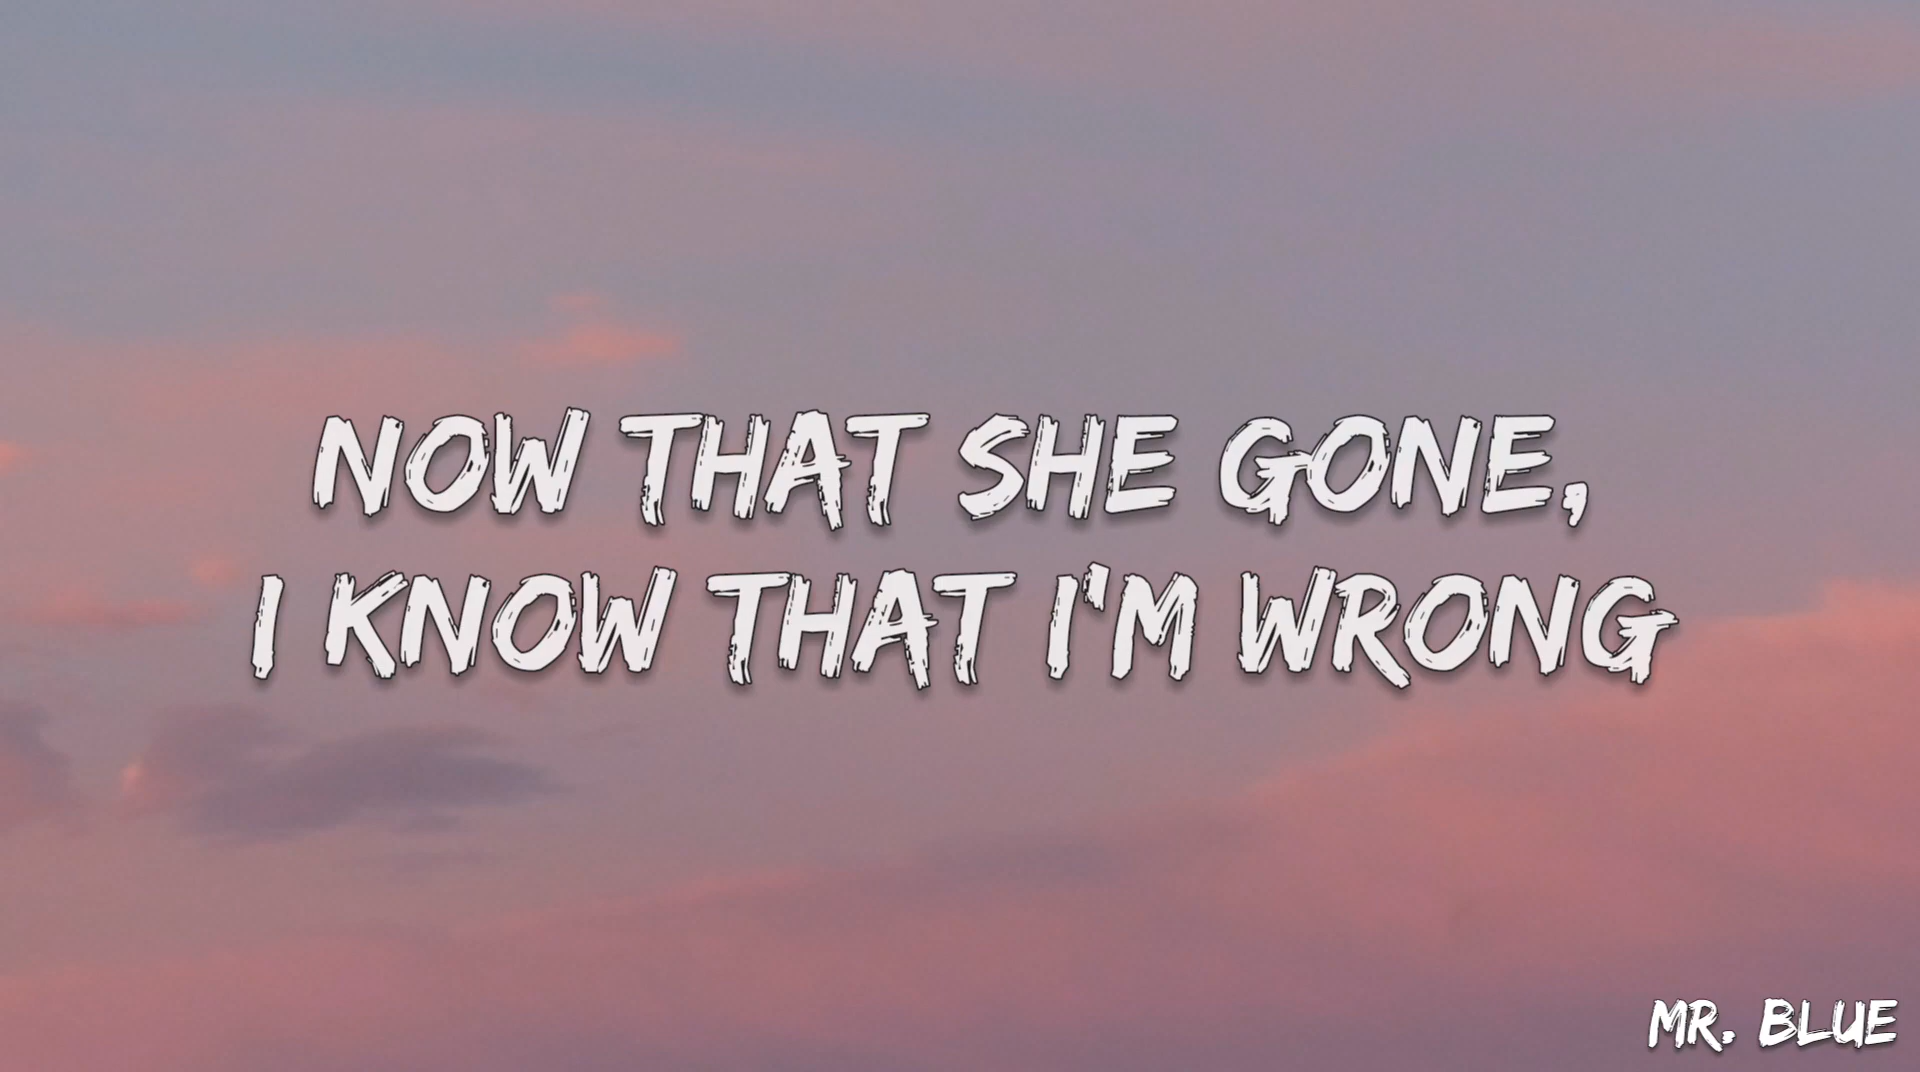 NOW THAT SHE GONE,
I KNOW THAT I'M WRONG
MR. BLUE